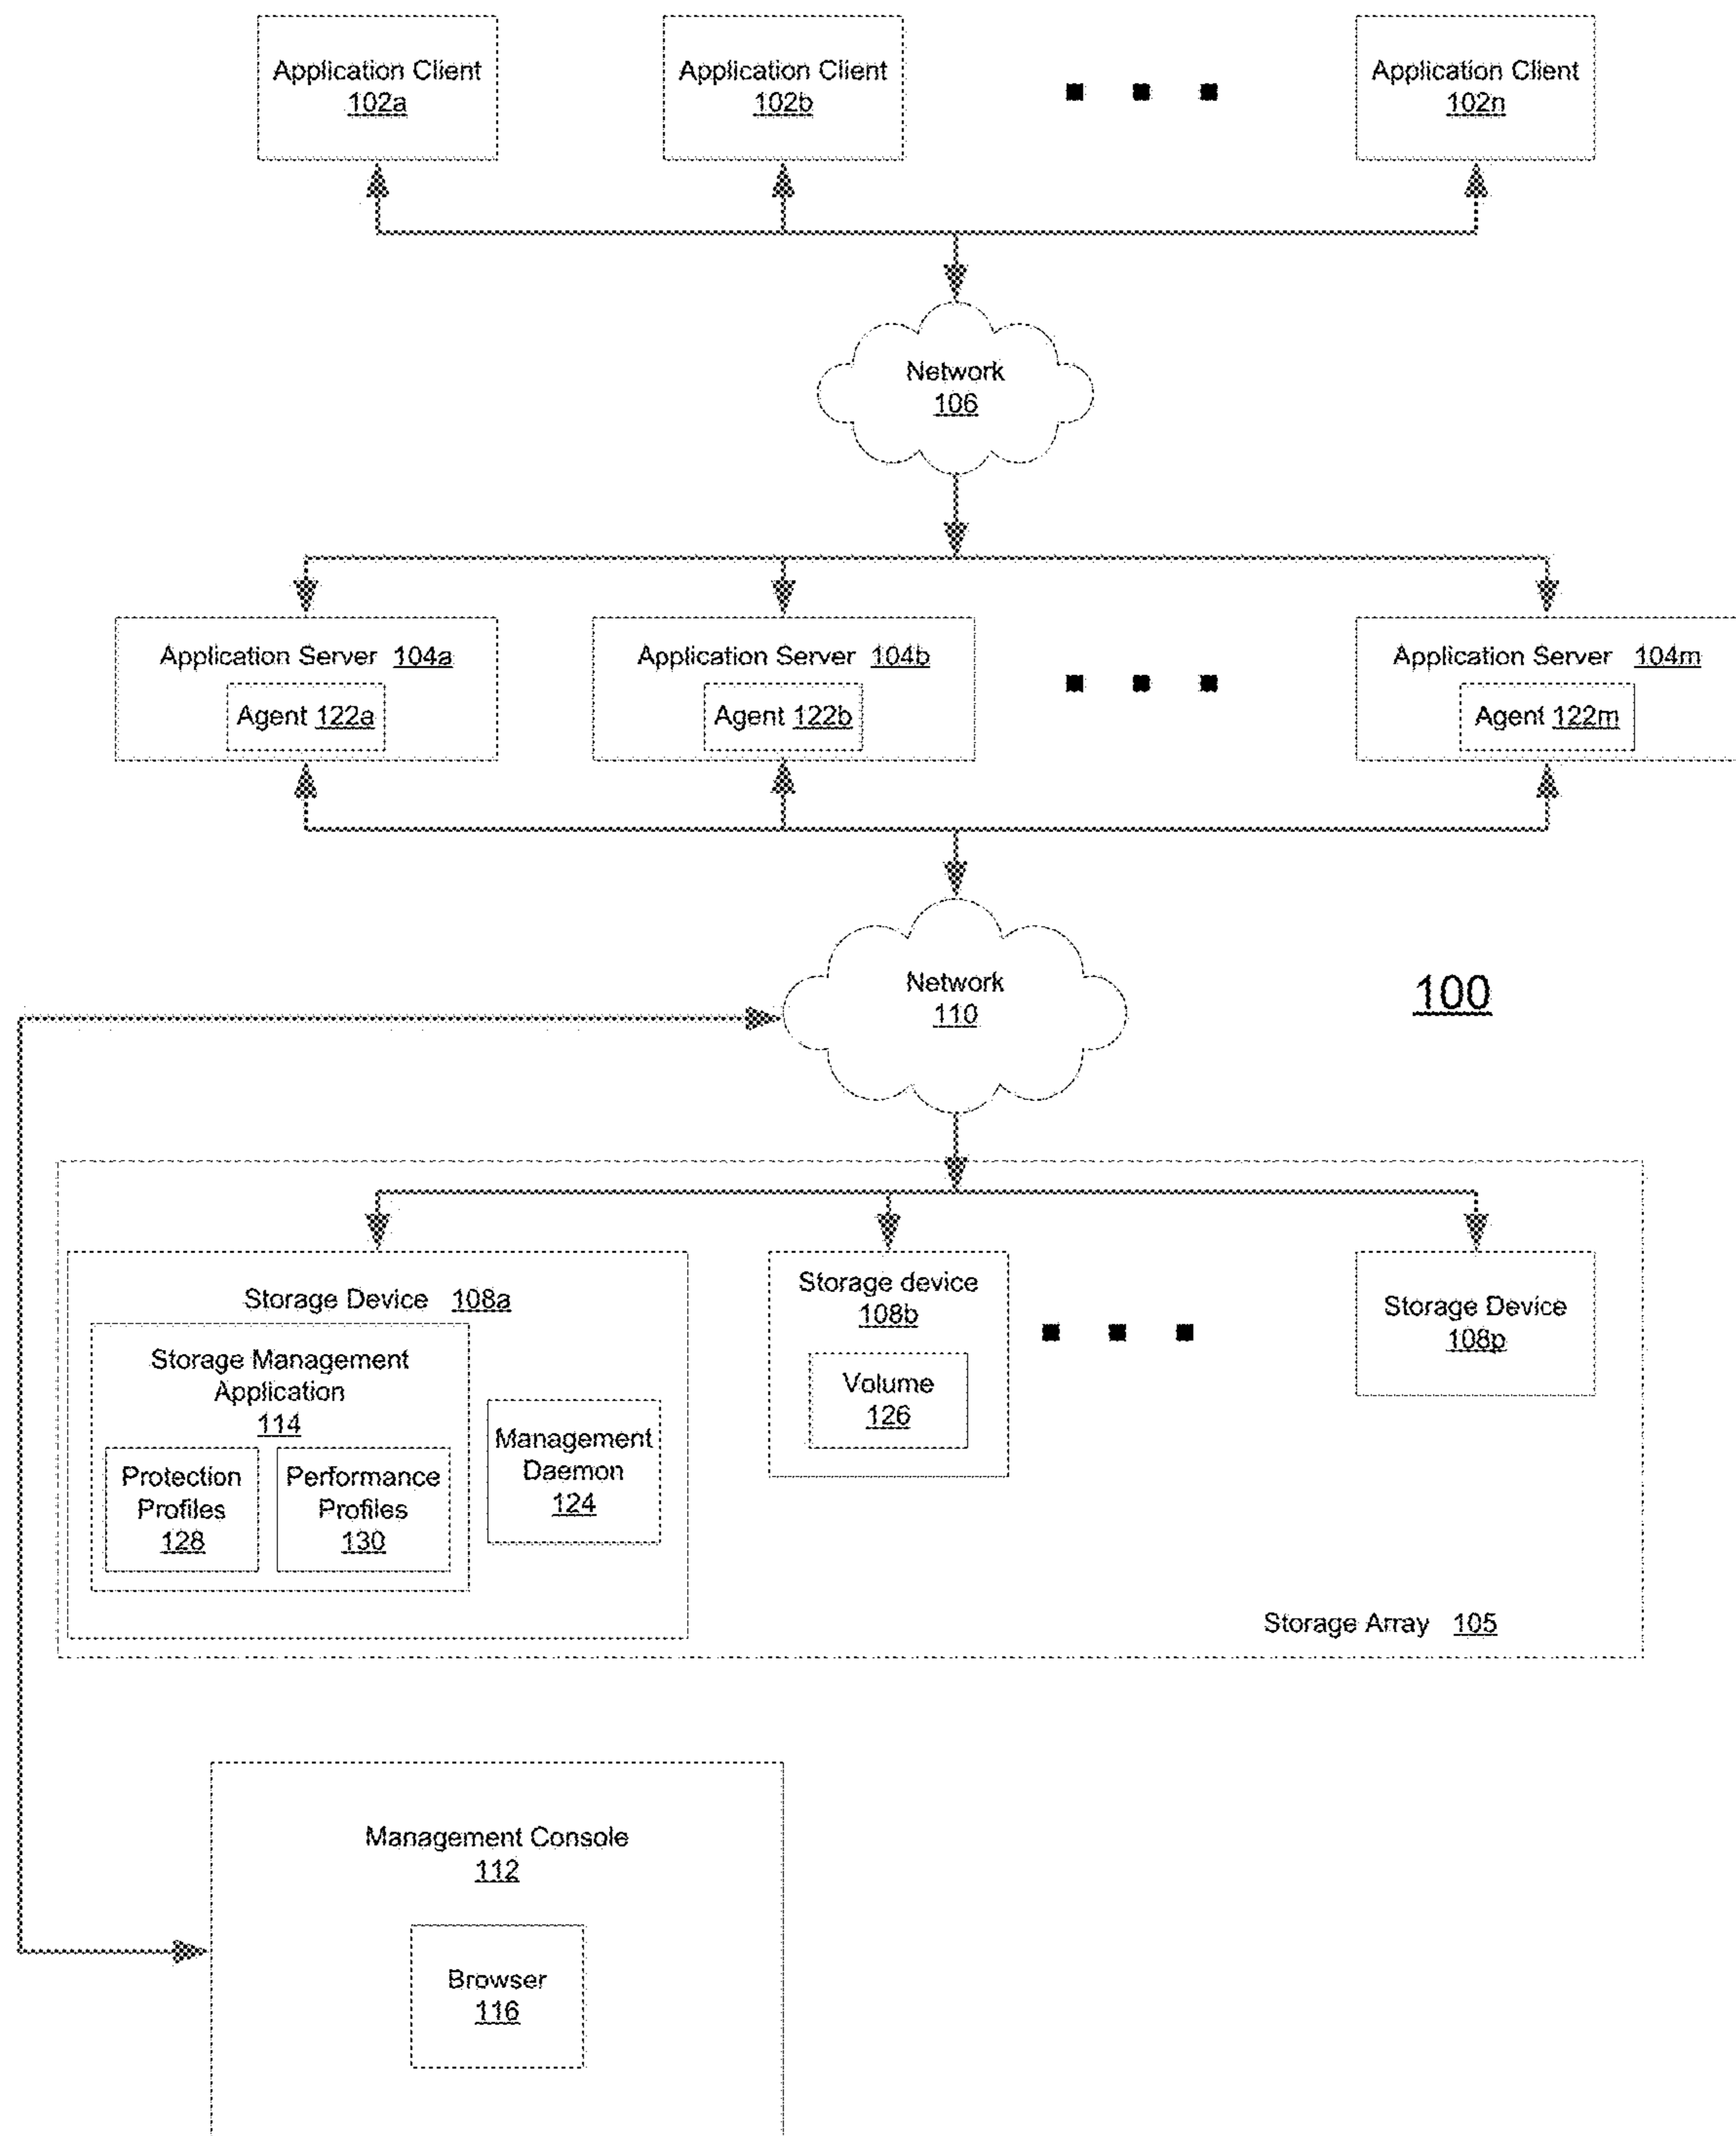 Application Client
102a
Application Client
102b
Application Client
102n
Network
106
Application Server 104a
Agent 122a
Application Server 104b
Agent 122b
Application Server 104m
Agent 122m
Network
110
100
Storage Device 108a
Storage Management
Application
114
Protection
Profiles
128
Performance
Profiles
130
Management
Daemon
124
Storage device
108b
Volume
126
Storage Device
108p
Storage Array 105
Management Console
112
Browser
116